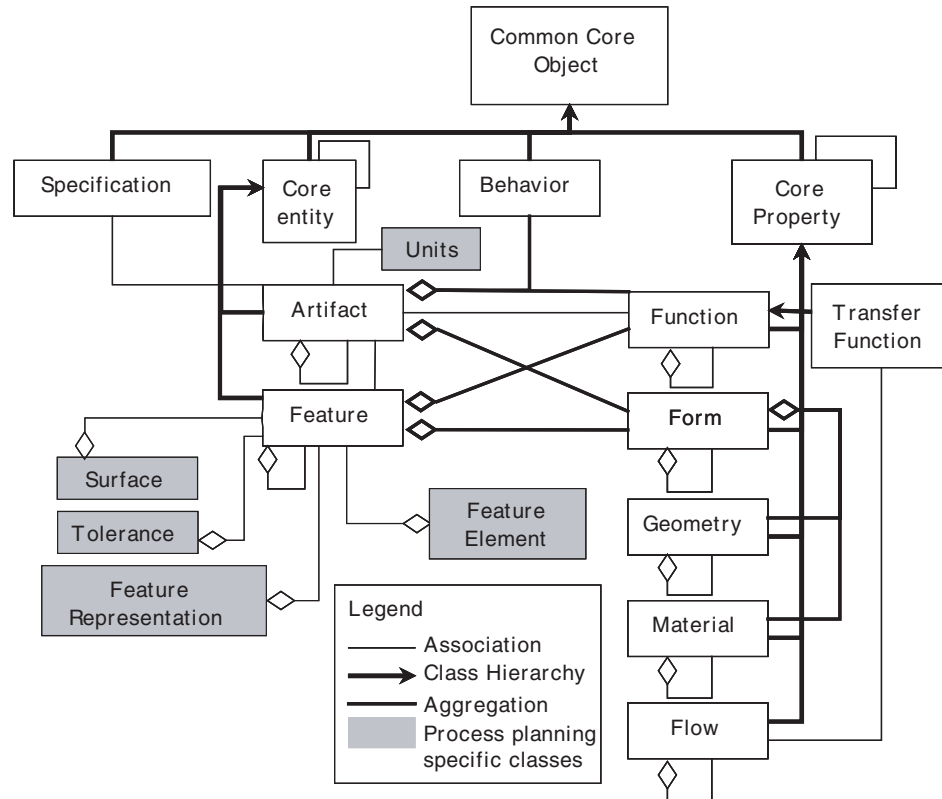 Common Core
Object
Specification
Core
entity
Behavior
Core
Property
Units
Artifact
Function
Transfer
Function
Feature
Form
Surface
Feature
Element
Tolerance
Geometry
Feature
Representation
Legend
Association
Class Hierarchy
Aggregation
Process planning
specific classes
Material
Flow